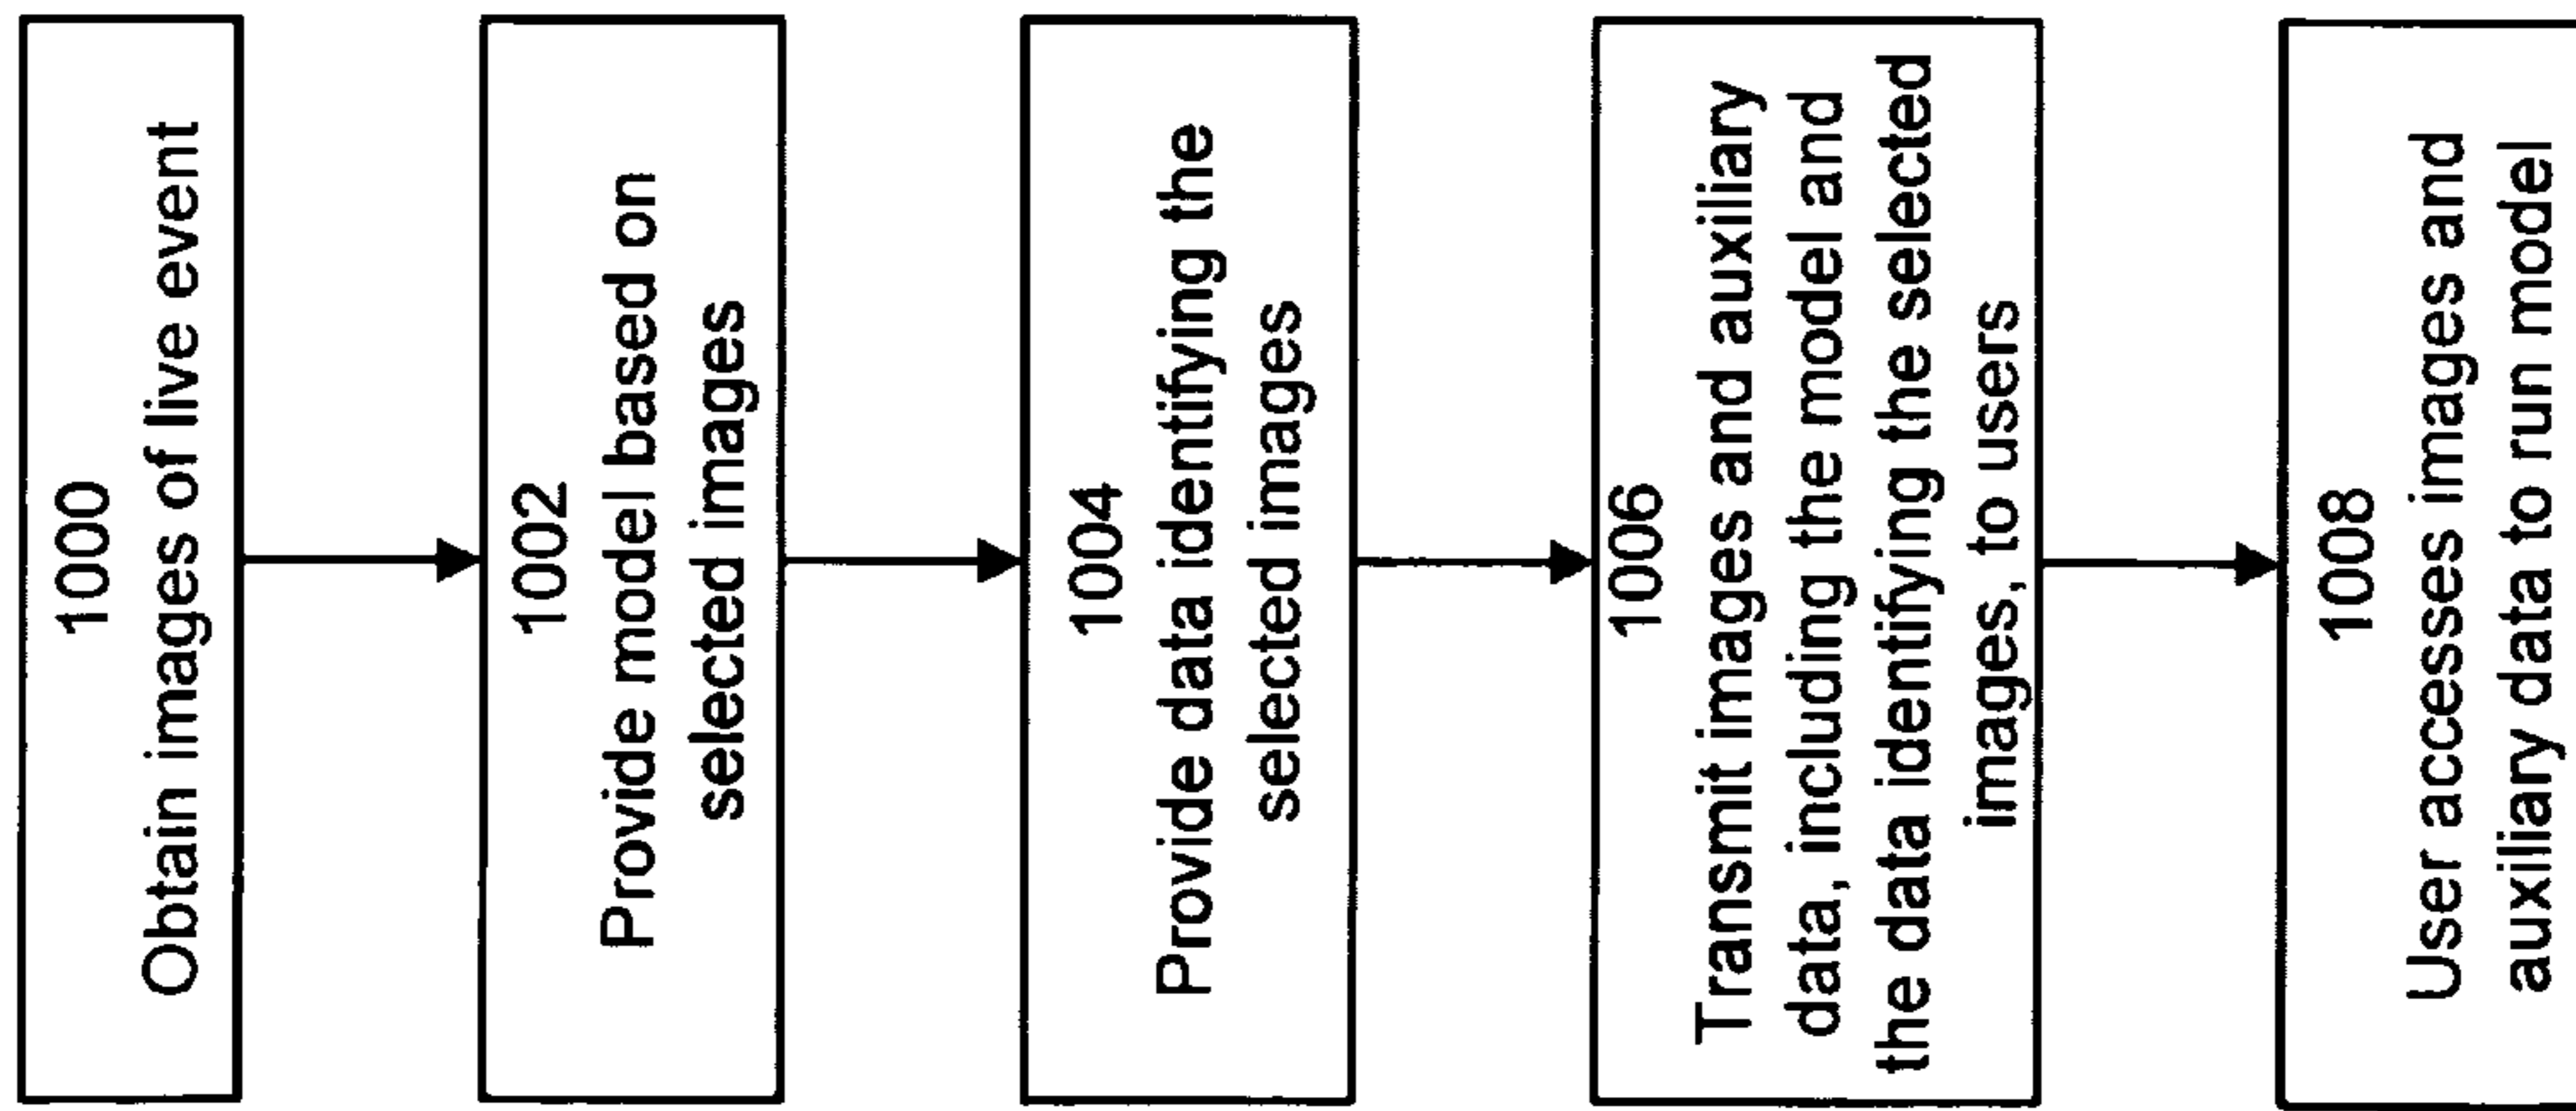 1000
Obtain images of live event
1002
Provide model based on
selected images
1004
Provide data identifying the
selected images
1006
Transmit images and auxiliary
data, including the model and
the data identifying the selected
images, to users
1008
User accesses images and
auxiliary data to run model